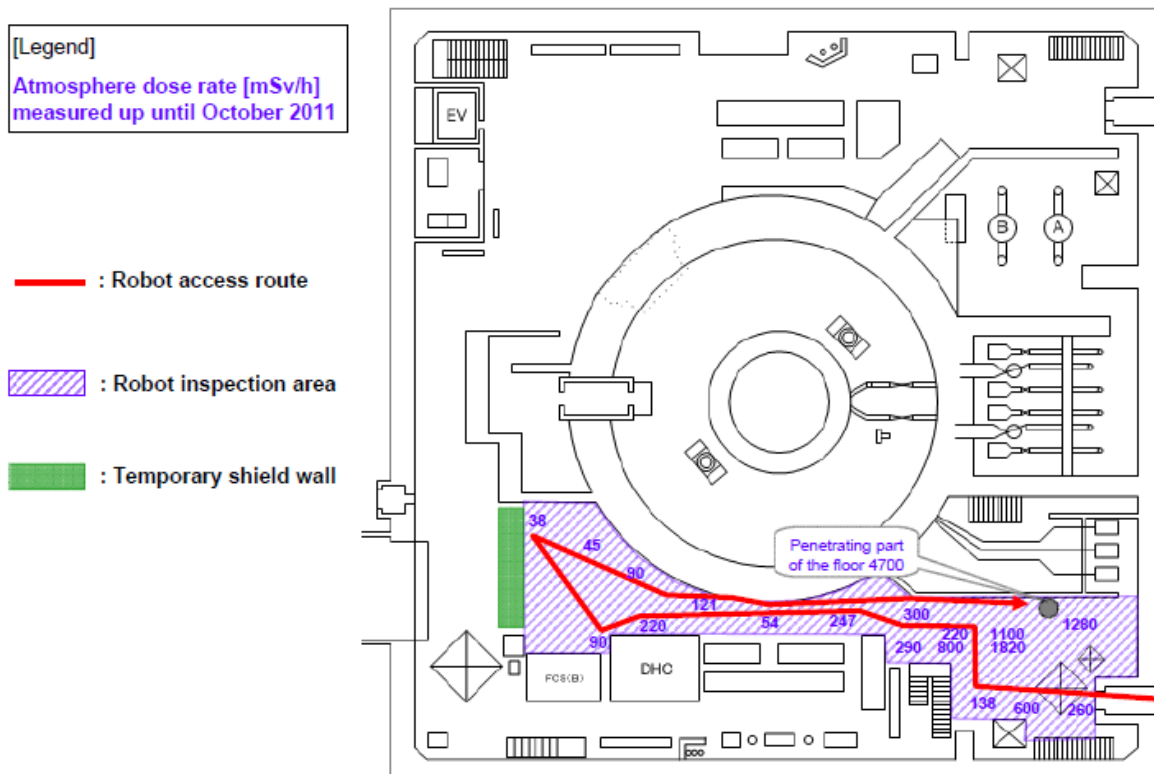 [Legend]
Atmosphere dose rate [mSv/h]
measured up until October 2011
: Robot access route
: Robot inspection area
: Temporary shield wall
EV
B
A
Penetrating part
of the floor 4700
38
45
90
121
54
247
300
220
90
220
800
290
1100
1820
1280
138
600
260
FCS(B)
DHC